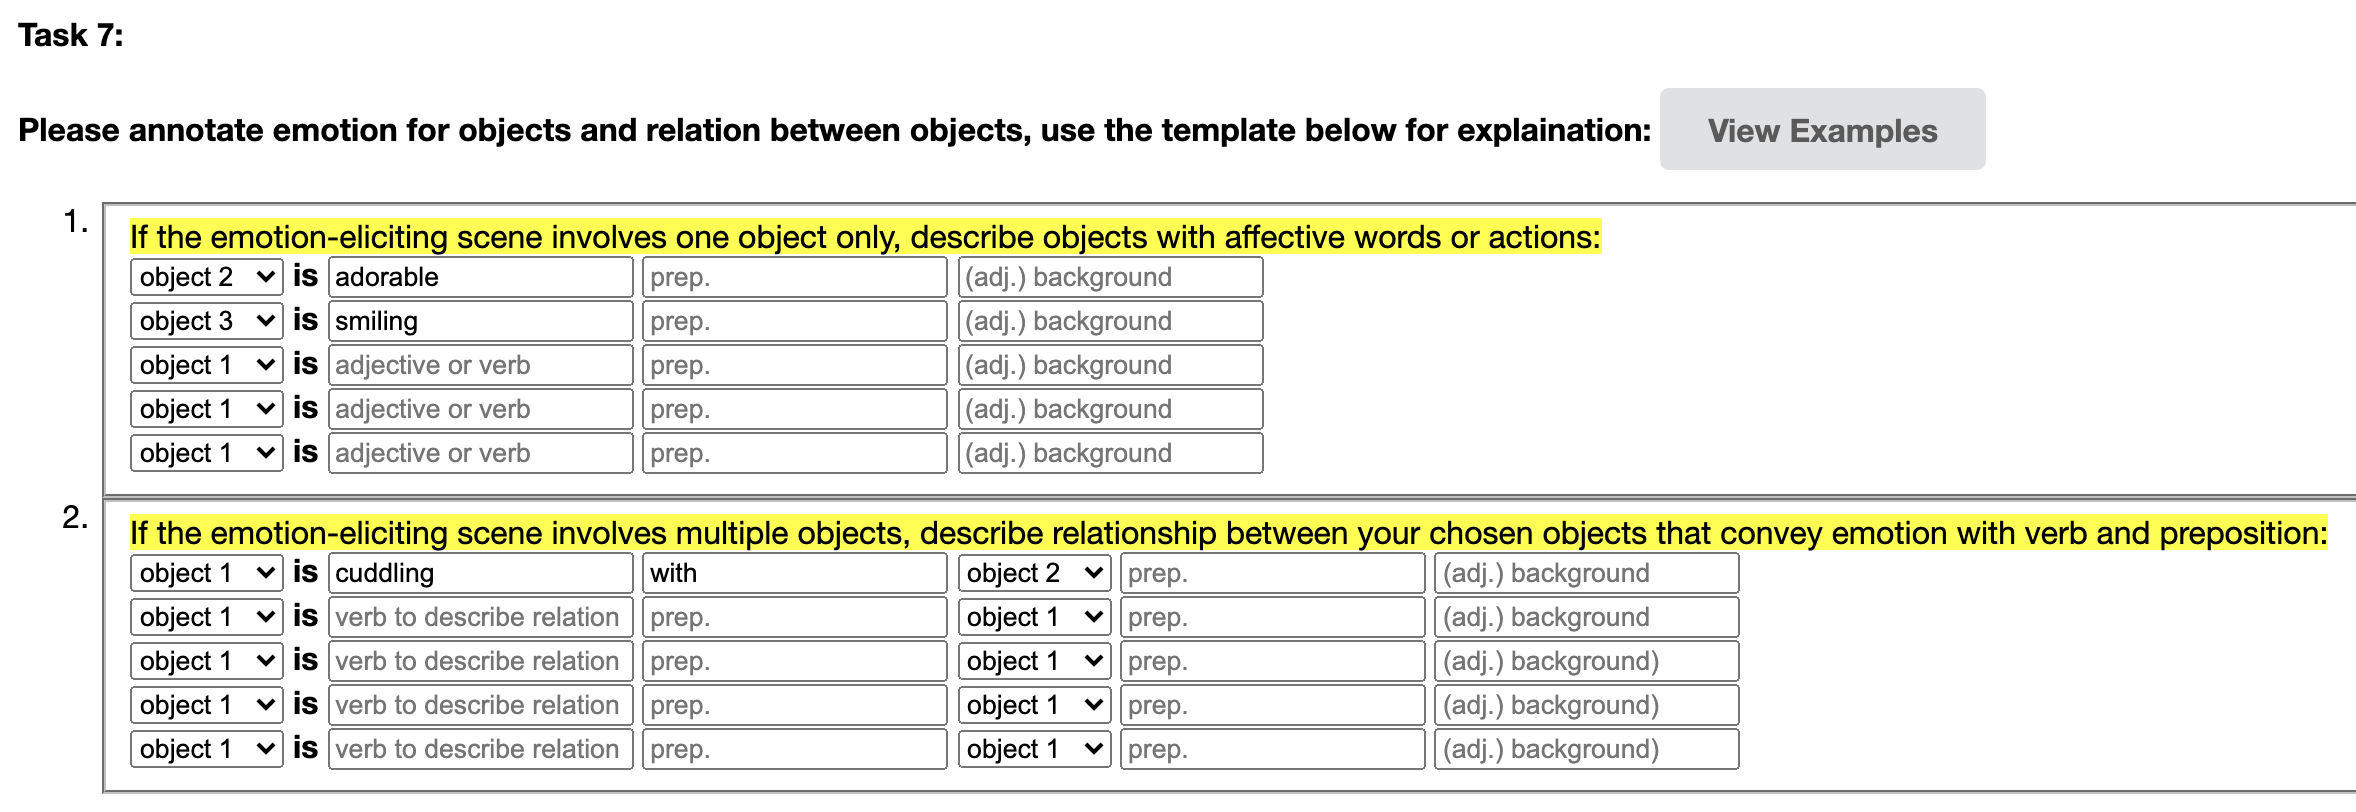 Task 7:
Please annotate emotion for objects and relation between objects, use the template below for explaination: View Examples
1.
If the emotion-eliciting scene involves one object only, describe objects with affective words or actions:
object 2 is adorable prep. (adj.) background
object 3 is smiling prep. (adj.) background
object 1 is adjective or verb prep. (adj.) background
object 1 is adjective or verb prep. (adj.) background
object 1 is adjective or verb prep. (adj.) background
2.
If the emotion-eliciting scene involves multiple objects, describe relationship between your chosen objects that convey emotion with verb and preposition:
object 1 is cuddling with object 2 prep. (adj.) background
object 1 is verb to describe relation prep. object 1 prep. (adj.) background
object 1 is verb to describe relation prep. object 1 prep. (adj.) background)
object 1 is verb to describe relation prep. object 1 prep. (adj.) background)
object 1 is verb to describe relation prep. object 1 prep. (adj.) background)